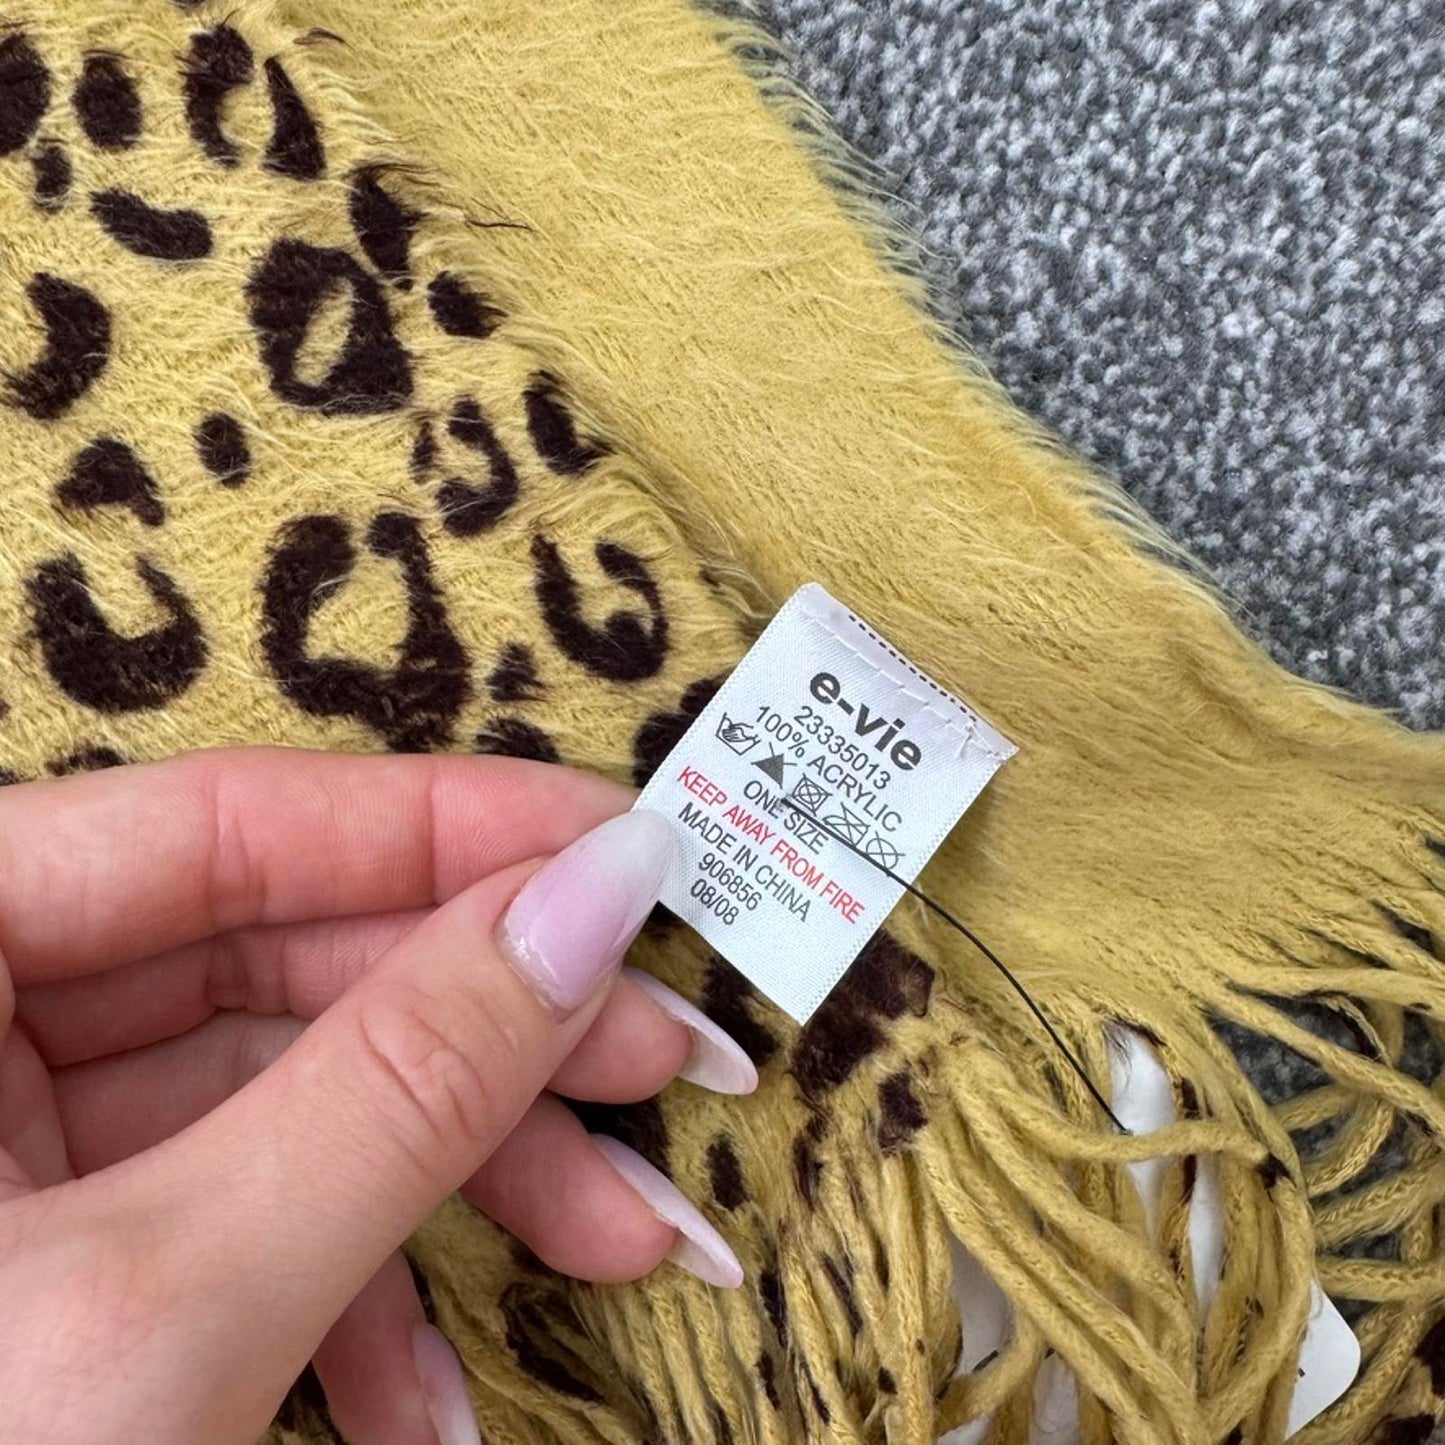 e-vie
23335013
100% ACRYLIC
ONE SIZE
KEEP AWAY FROM FIRE
MADE IN CHINA
906856
08/08